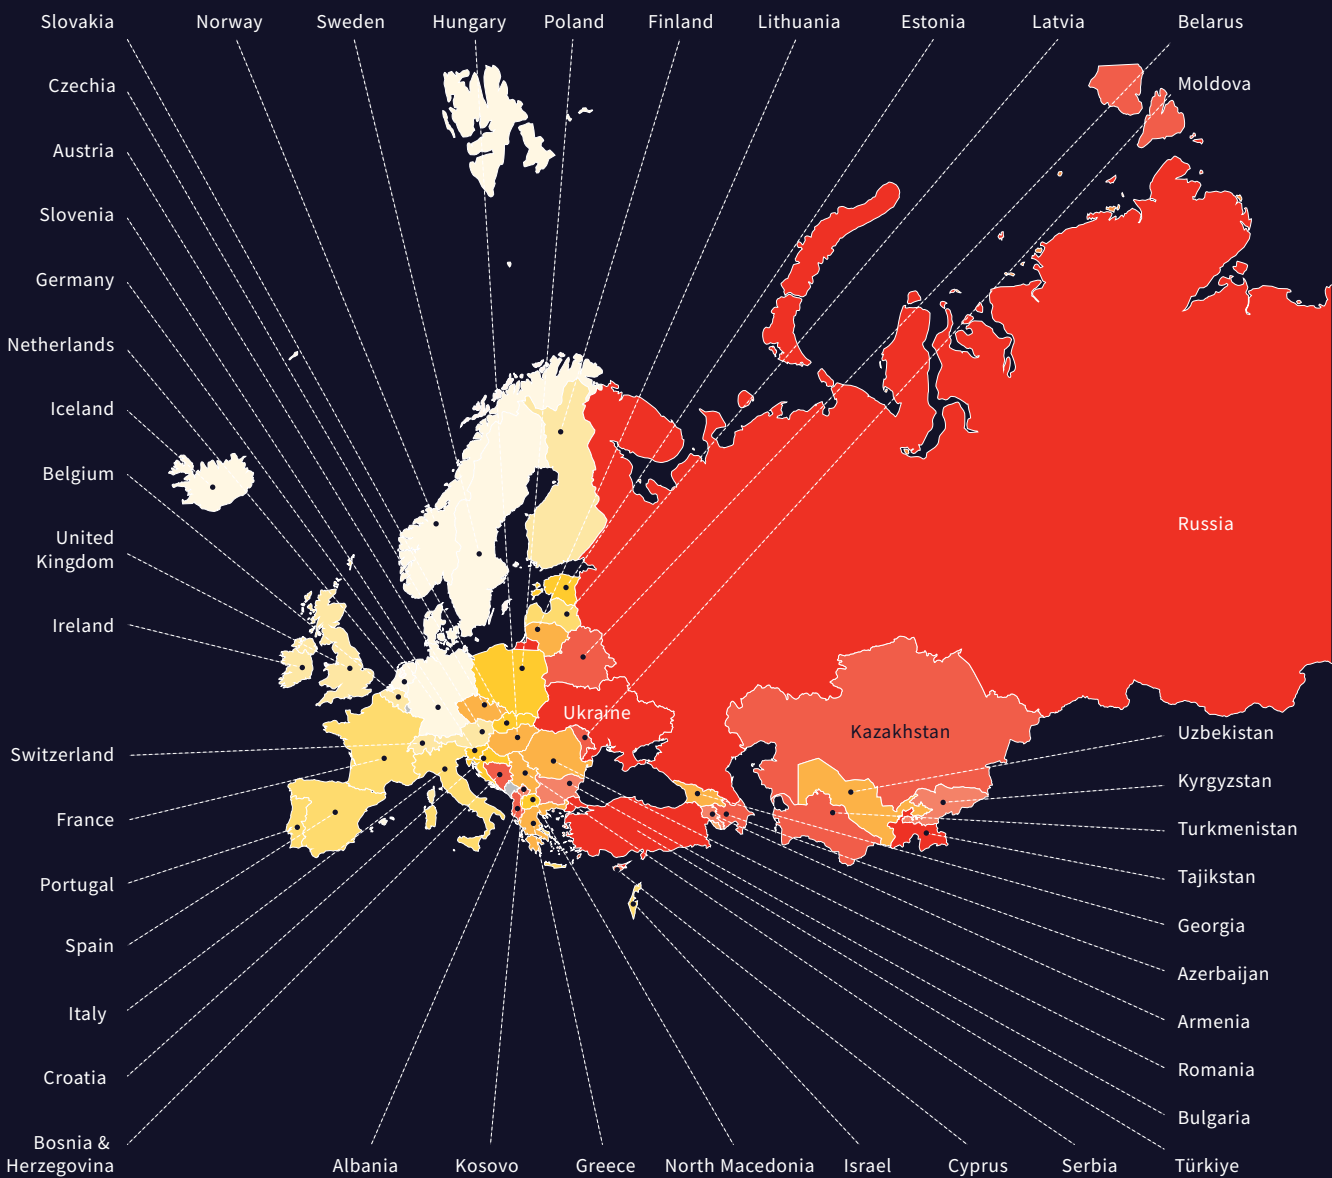 Slovakia
Norway
Sweden
Hungary
Poland
Finland
Lithuania
Estonia
Latvia
Belarus
Czechia
Moldova
Austria
Slovenia
Germany
Netherlands
Iceland
Belgium
United
Kingdom
Russia
Ireland
Ukraine
Kazakhstan
Uzbekistan
Switzerland
Kyrgyzstan
France
Turkmenistan
Tajikstan
Portugal
Georgia
Spain
Azerbaijan
Italy
Armenia
Croatia
Romania
Bulgaria
Bosnia &
Herzegovina
Albania
Kosovo
Greece
North Macedonia
Israel
Cyprus
Serbia
Türkiye